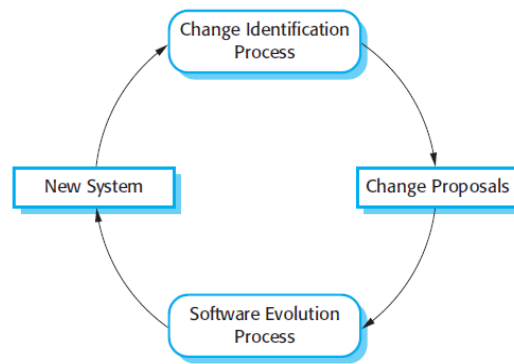 Change Identification
Process
New System
Change Proposals
Software Evolution
Process